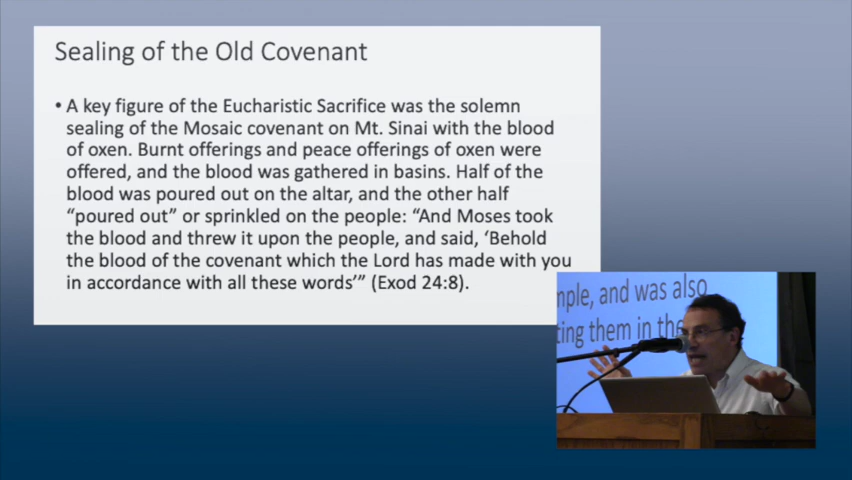 Sealing of the Old Covenant
• A key figure of the Eucharistic Sacrifice was the solemn
sealing of the Mosaic covenant on Mt. Sinai with the blood
of oxen. Burnt offerings and peace offerings of oxen were
offered, and the blood was gathered in basins. Half of the
blood was poured out on the altar, and the other half
“poured out” or sprinkled on the people: “And Moses took
the blood and threw it upon the people, and said, ‘Behold
the blood of the covenant which the Lord has made with you
in accordance with all these words’” (Exod 24:8).
and was also
them in the